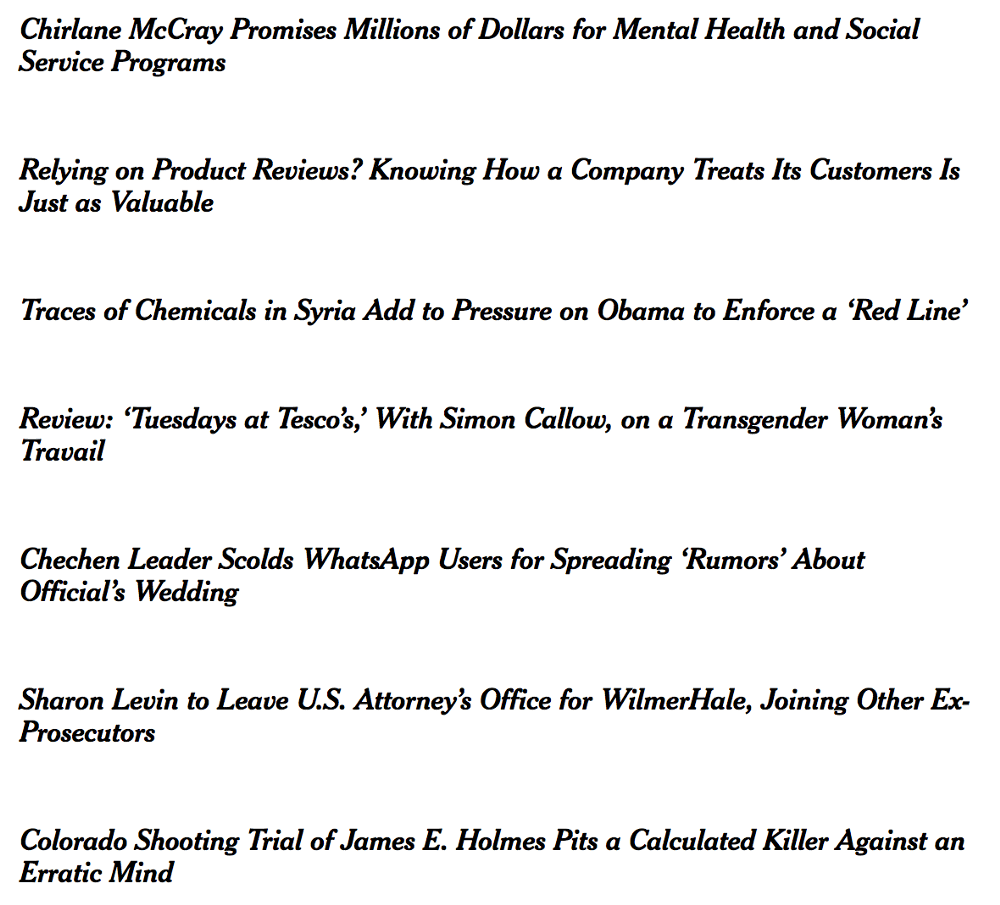 Chirlane McCray Promises Millions of Dollars for Mental Health and Social
Service Programs
Relying on Product Reviews? Knowing How a Company Treats Its Customers Is
Just as Valuable
Traces of Chemicals in Syria Add to Pressure on Obama to Enforce a ‘Red Line’
Review: ‘Tuesdays at Tesco’s,’ With Simon Callow, on a Transgender Woman’s
Travail
Chechen Leader Scolds WhatsApp Users for Spreading ‘Rumors’ About
Official’s Wedding
Sharon Levin to Leave U.S. Attorney’s Office for WilmerHale, Joining Other Ex-
Prosecutors
Colorado Shooting Trial of James E. Holmes Pits a Calculated Killer Against an
Erratic Mind